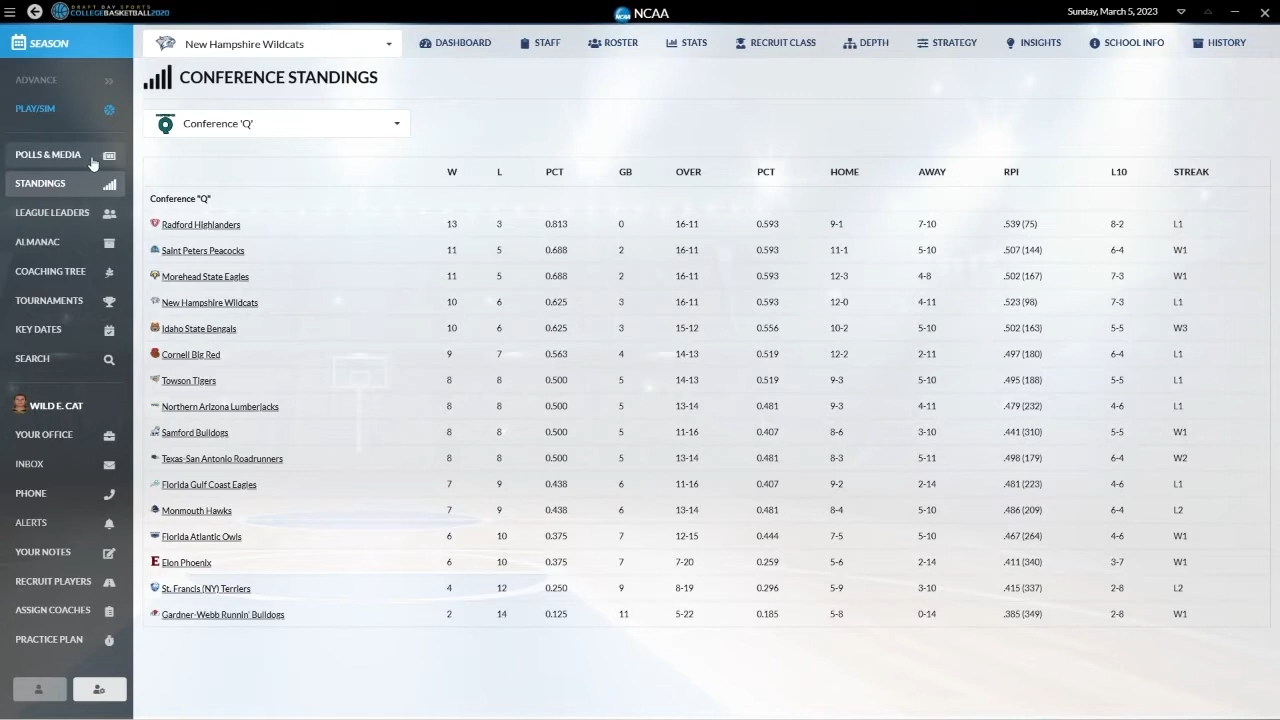 DRAFT DAY SPORTS
COLLEGE BASKETBALL 2020
NCAA
Sunday, March 5, 2023
SEASON
New Hampshire Wildcats
DASHBOARD STAFF ROSTER STATS RECRUIT CLASS DEPTH STRATEGY INSIGHTS SCHOOL INFO HISTORY
ADVANCE
PLAY/SIM
POLLS & MEDIA
STANDINGS
LEAGUE LEADERS
ALMANAC
COACHING TREE
TOURNAMENTS
KEY DATES
SEARCH
WILD E. CAT
YOUR OFFICE
INBOX
PHONE
ALERTS
YOUR NOTES
RECRUIT PLAYERS
ASSIGN COACHES
PRACTICE PLAN
CONFERENCE STANDINGS
Conference 'Q'
W L PCT GB OVER PCT HOME AWAY RPI L10 STREAK
Conference "Q"
Radford Highlanders 13 3 0.813 0 16-11 0.593 9-1 7-10 .539 (75) 8-2 L1
Saint Peters Peacocks 11 5 0.688 2 16-11 0.593 11-1 5-10 .507 (144) 6-4 W1
Morehead State Eagles 11 5 0.688 2 16-11 0.593 12-3 4-8 .502 (167) 7-3 W1
New Hampshire Wildcats 10 6 0.625 3 16-11 0.593 12-0 4-11 .523 (98) 7-3 L1
Idaho State Bengals 10 6 0.625 3 15-12 0.556 10-2 5-10 .502 (163) 5-5 W3
Cornell Big Red 9 7 0.563 4 14-13 0.519 12-2 2-11 .497 (180) 6-4 L1
Towson Tigers 8 8 0.500 5 14-13 0.519 9-3 5-10 .495 (188) 5-5 L1
Northern Arizona Lumberjacks 8 8 0.500 5 13-14 0.481 9-3 4-11 .479 (232) 4-6 L1
Samford Bulldogs 8 8 0.500 5 11-16 0.407 8-6 3-10 .441 (310) 5-5 W1
Texas-San Antonio Roadrunners 8 8 0.500 5 13-14 0.481 8-3 5-11 .498 (179) 6-4 W2
Florida Gulf Coast Eagles 7 9 0.438 6 11-16 0.407 9-2 2-14 .481 (223) 4-6 L1
Monmouth Hawks 7 9 0.438 6 13-14 0.481 8-4 5-10 .486 (209) 6-4 L2
Florida Atlantic Owls 6 10 0.375 7 12-15 0.444 7-5 5-10 .467 (264) 4-6 W1
Elon Phoenix 6 10 0.375 7 7-20 0.259 5-6 2-14 .411 (340) 3-7 W1
St. Francis (NY) Terriers 4 12 0.250 9 8-19 0.296 5-9 3-10 .415 (337) 2-8 L2
Gardner-Webb Runnin' Bulldogs 2 14 0.125 11 5-22 0.185 5-8 0-14 .385 (349) 2-8 W1